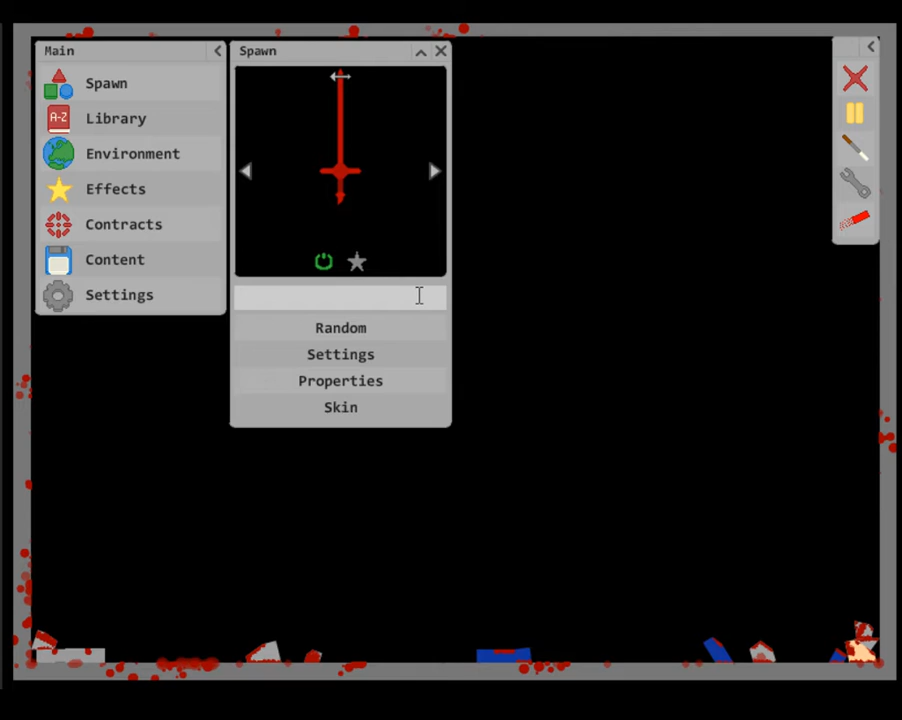 Main
Spawn
Library
A-Z
Environment
Effects
Contracts
Content
Settings
Spawn
Random
Settings
Properties
Skin